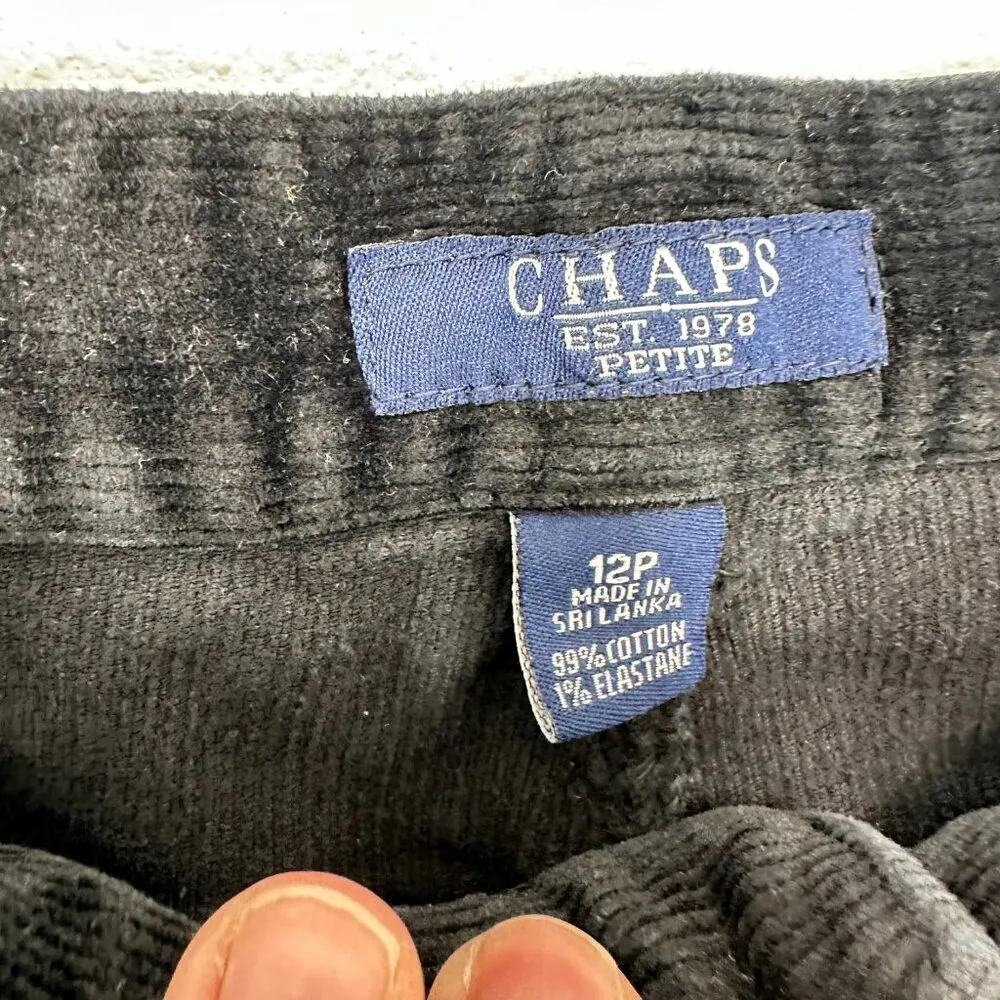 CHAPS
EST. 1978
PETITE
12P
MADE IN
SRI LANKA
99% COTTON
1% ELASTANE